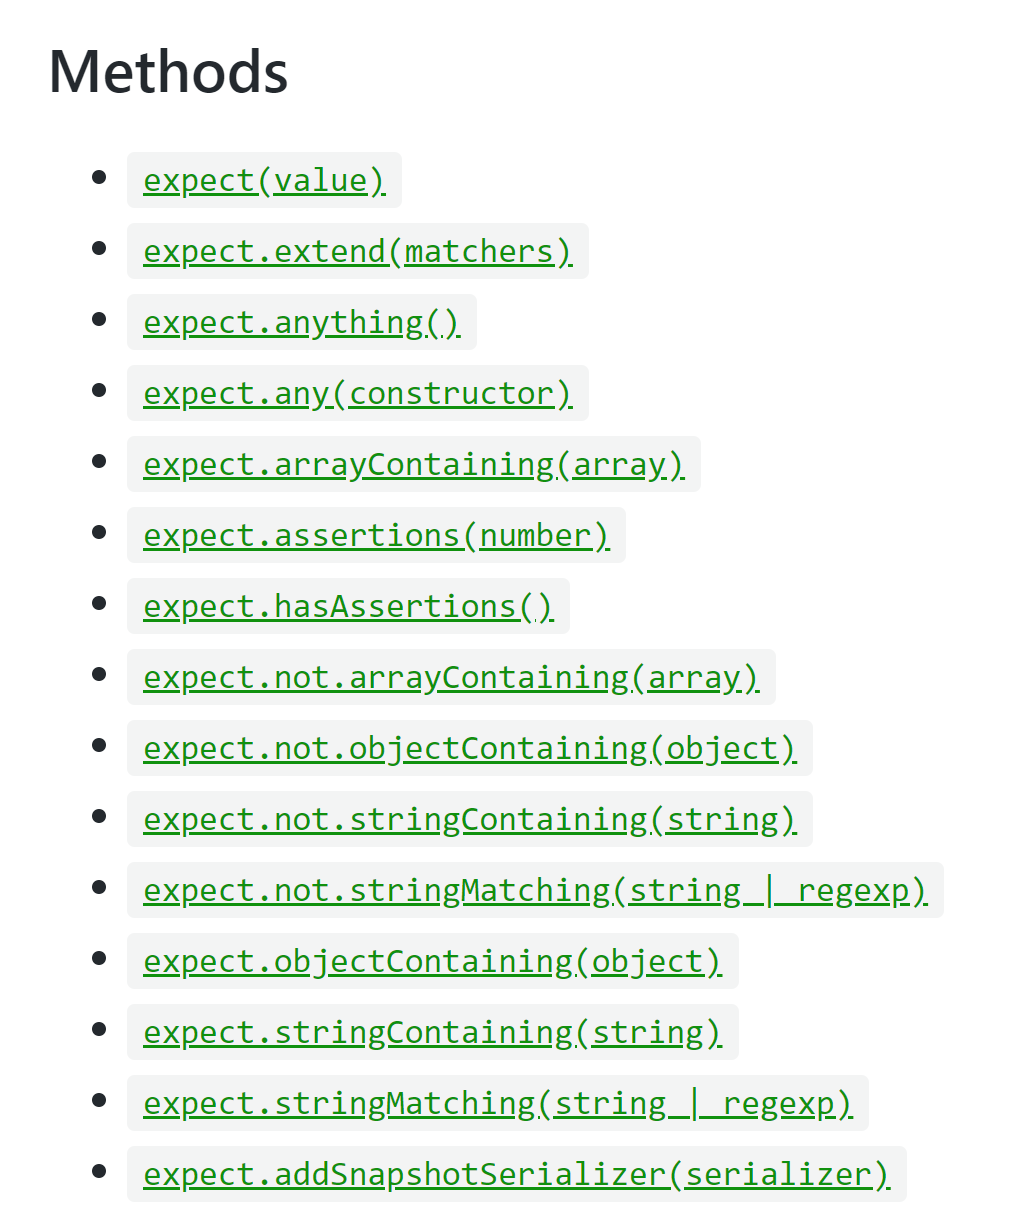 Methods
expect(value)
expect.extend(matchers)
expect.anything()
expect.any(constructor)
expect.arrayContaining(array)
expect.assertions(number)
expect.hasAssertions()
expect.not.arrayContaining(array)
expect.not.objectContaining(object)
expect.not.stringContaining(string)
expect.not.stringMatching(string | regexp)
expect.objectContaining(object)
expect.stringContaining(string)
expect.stringMatching(string | regexp)
expect.addSnapshotSerializer(serializer)